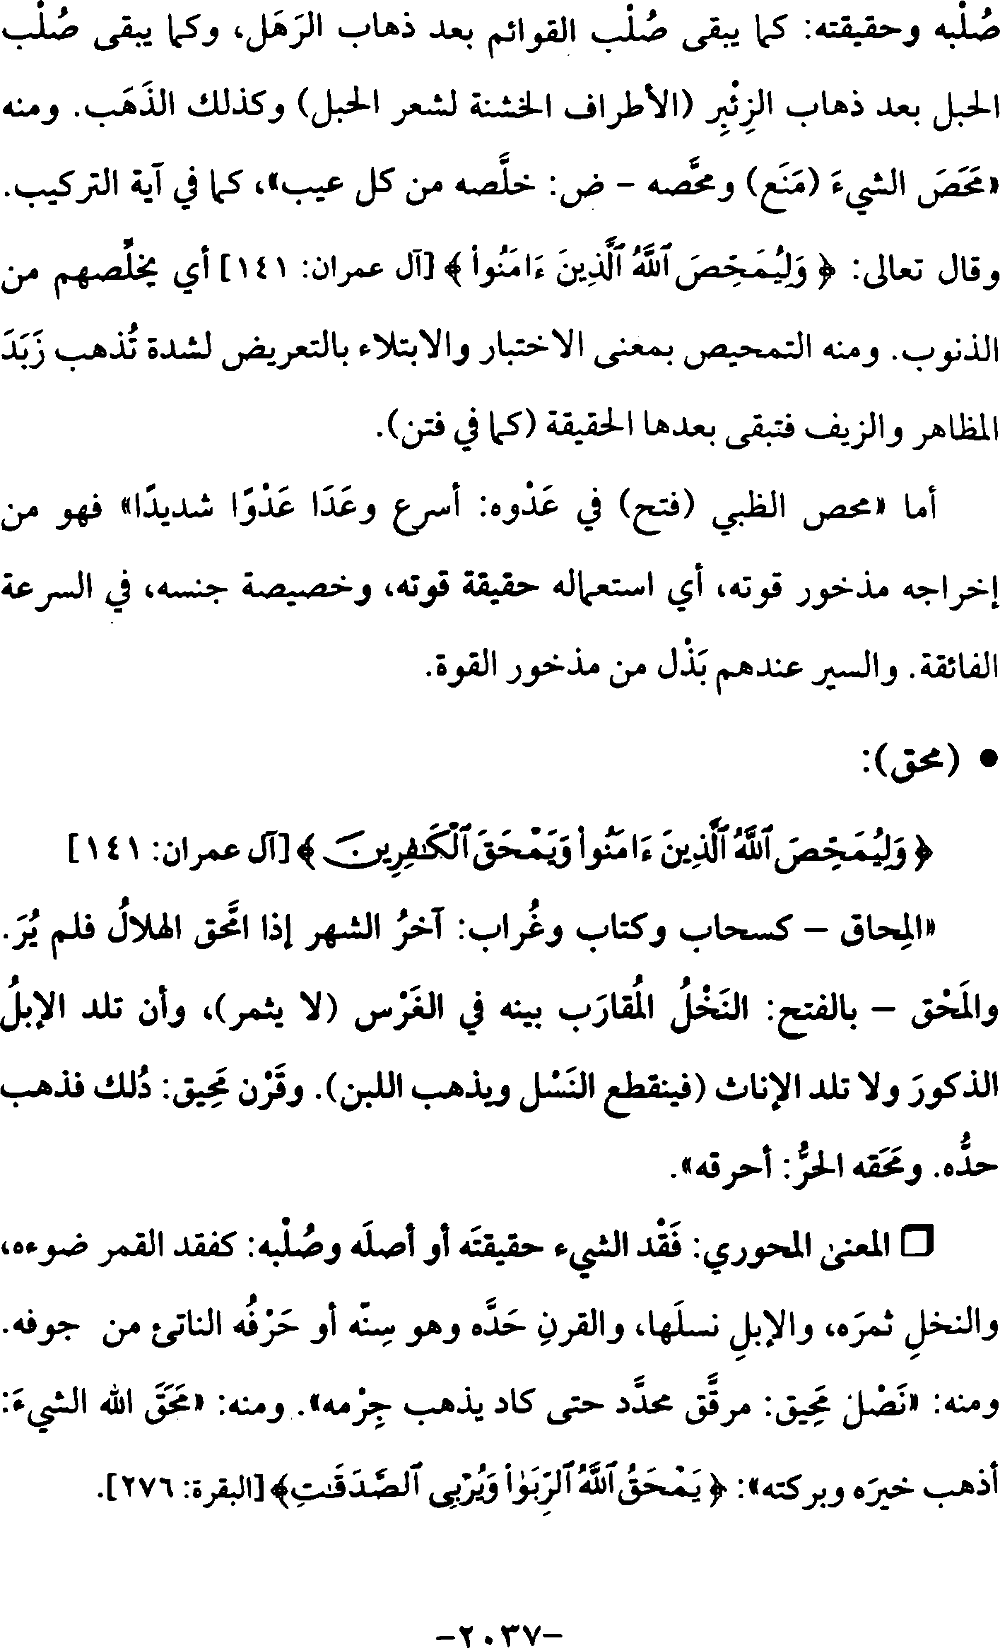 صُلْبه وحقيقته: كما يبقى صُلْب القوائم بعد ذهاب الرَهَل، وكما يبقى صُلْب
الحبل بعد ذهاب الزِئْبِر (الأطراف الخشنة لشعر الحبل) وكذلك الذَهَب. ومنه
«مَحَصَ الشيءَ (مَنَع) ومحَّصه – ض: خلَّصه من كل عيب»، كما في آية التركيب.
وقال تعالى: ﴿ وَلِيُمَحِّصَ ٱللَّهُ ٱلَّذِينَ ءَامَنُوا۟ ﴾ [آل عمران: ١٤١] أي يخلِّصهم من
الذنوب. ومنه التمحيص بمعنى الاختبار والابتلاء بالتعريض لشدة تُذهب زَبَدَ
المظاهر والزيف فتبقى بعدها الحقيقة (كما في فتن).
أما «محص الظبي (فتح) في عَدْوه: أسرع وعَدَا عَدْوًا شديدًا» فهو من
إخراجه مذخور قوته، أي استعماله حقيقة قوته، وخصيصة جنسه، في السرعة
الفائقة. والسير عندهم بَذْل من مذخور القوة.
• (محق):
﴿ وَلِيُمَحِّصَ ٱللَّهُ ٱلَّذِينَ ءَامَنُوا۟ وَيَمْحَقَ ٱلْكَـٰفِرِينَ ﴾ [آل عمران: ١٤١]
«المِحاق – كسحاب وكتاب وغُراب: آخرُ الشهر إذا امَّحق الهلالُ فلم يُرَ.
والمَحْق – بالفتح: النَخْلُ المُقارَب بينه في الغَرْس (لا يثمر)، وأن تلد الإبلُ
الذكورَ ولا تلد الإناث (فينقطع النَسْل ويذهب اللبن). وقَرْن مَحِيق: دُلك فذهب
حدُّه. ومَحَقه الحرُّ: أحرقه».
❒ المعنى المحوري: فَقْد الشيء حقيقتَه أو أصلَه وصُلْبه: كفقد القمر ضوءه،
والنخلِ ثمرَه، والإبلِ نسلَها، والقرنِ حَدَّه وهو سِنّه أو حَرْفُه الناتئ من جوفه.
ومنه: «نَصْل مَحِيق: مرقَّق محدَّد حتى كاد يذهب جِرْمه». ومنه: «مَحَقَ الله الشيءَ:
أذهب خيرَه وبركته»: ﴿ يَمْحَقُ ٱللَّهُ ٱلرِّبَوٰا۟ وَيُرْبِى ٱلصَّدَقَـٰتِ﴾ [البقرة: ٢٧٦].
–٢٠٣٧–